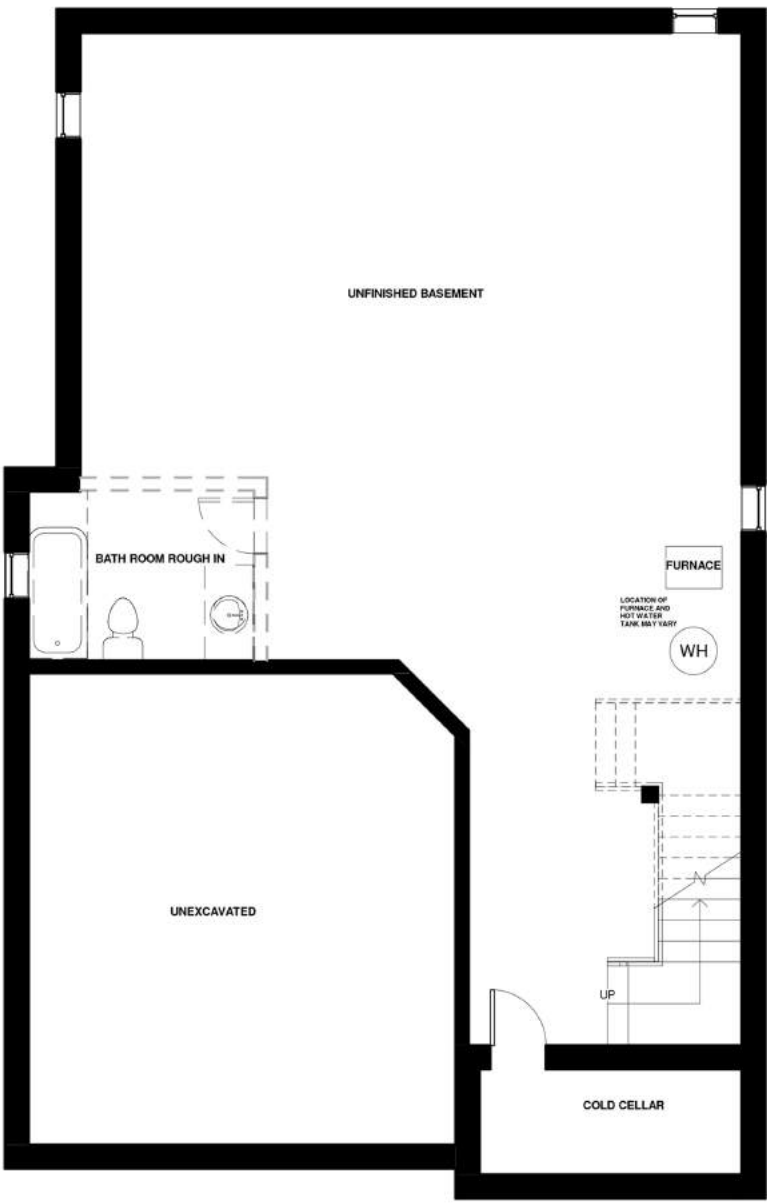 UNFINISHED BASEMENT
BATH ROOM ROUGH IN
FURNACE
LOCATION OF
FURNACE AND
HOT WATER
TANK MAY VARY
WH
UNEXCAVATED
UP
COLD CELLAR